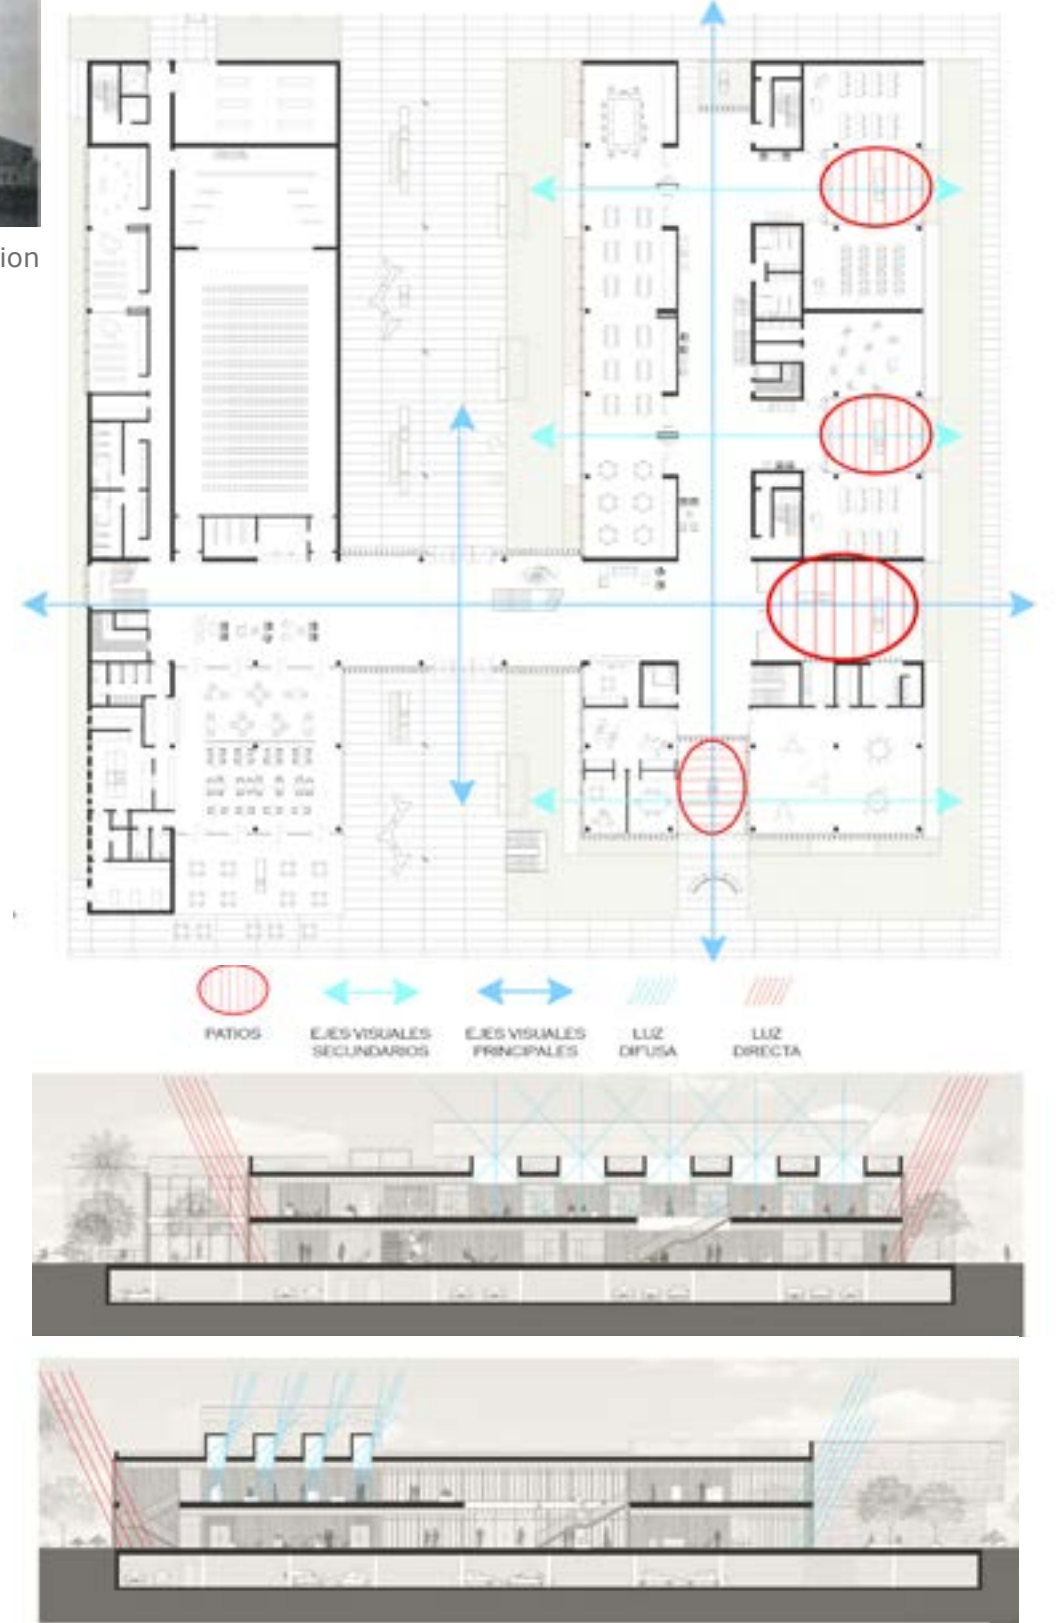 ion
PATIOS
EJES VISUALES
SECUNDARIOS
EJES VISUALES
PRINCIPALES
LUZ
DIFUSA
LUZ
DIRECTA